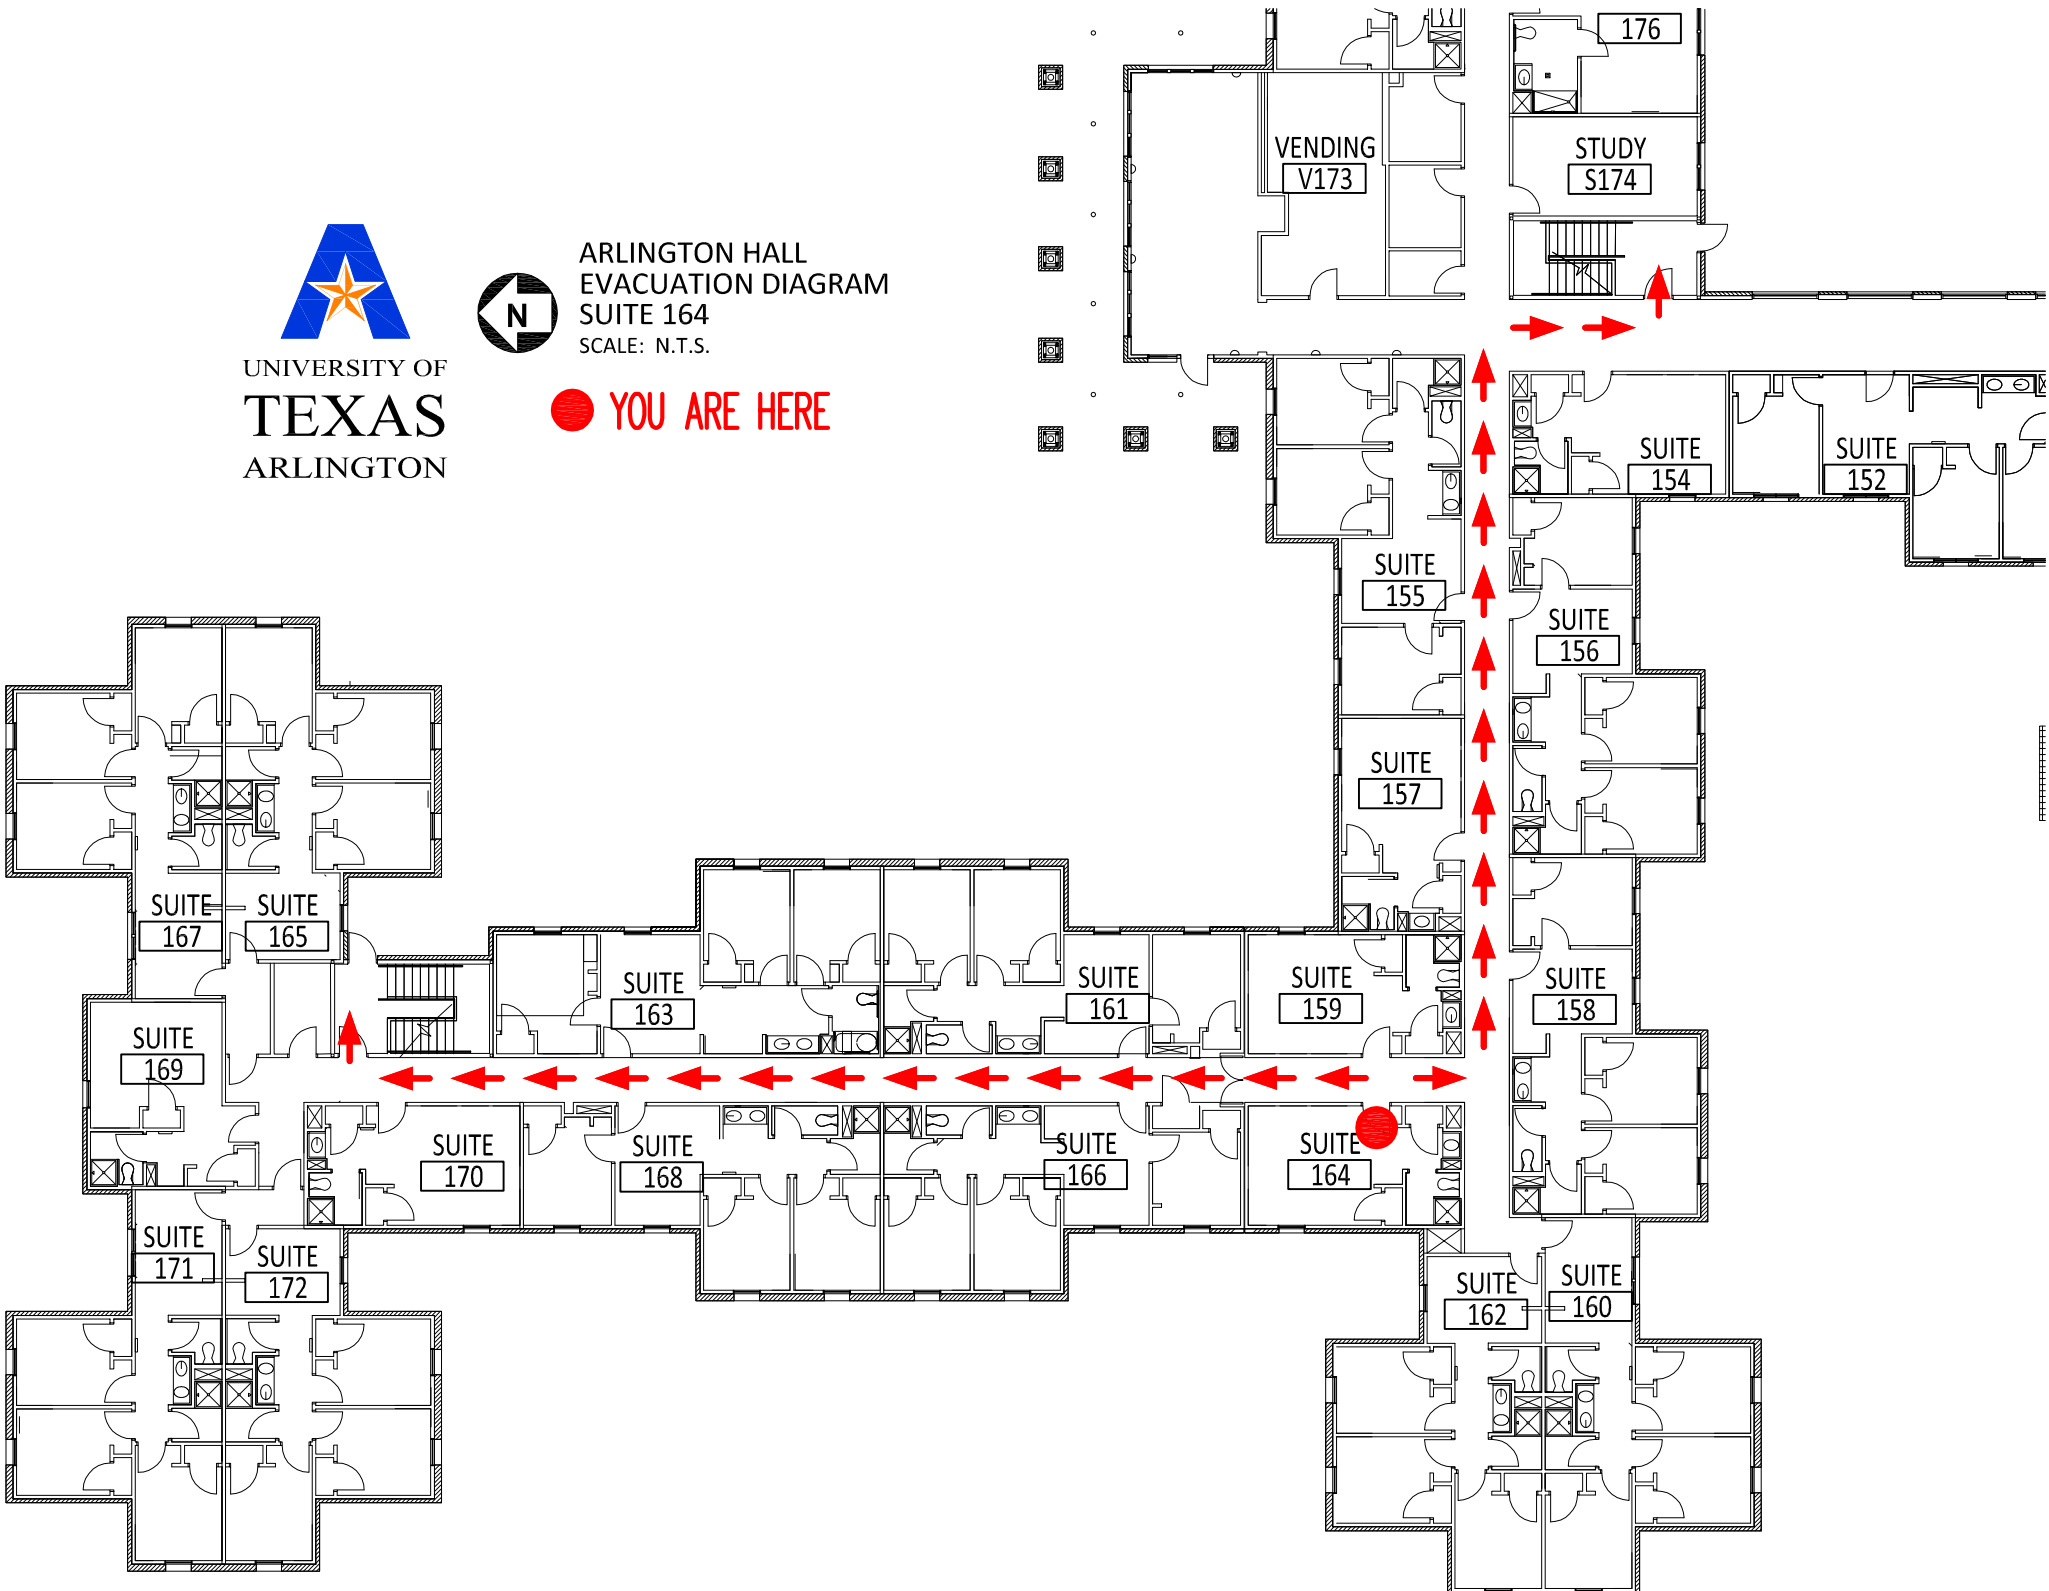 176
VENDING
V173
STUDY
S174
UNIVERSITY OF
TEXAS
ARLINGTON
N
ARLINGTON HALL
EVACUATION DIAGRAM
SUITE 164
SCALE: N.T.S.
YOU ARE HERE
SUITE
154
SUITE
152
SUITE
155
SUITE
156
SUITE
157
SUITE
167
SUITE
165
SUITE
163
SUITE
161
SUITE
159
SUITE
158
SUITE
169
SUITE
170
SUITE
168
SUITE
166
SUITE
164
SUITE
171
SUITE
172
SUITE
162
SUITE
160